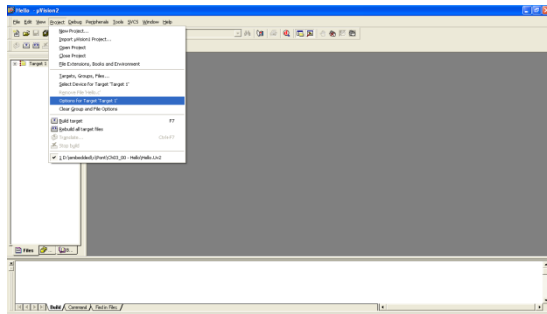 Hello - µVision2
File Edit View Project Debug Peripherals Tools SVCS Window Help
New Project...
Import µVision1 Project...
Open Project
Close Project
File Extensions, Books and Environment
Target 1
Targets, Groups, Files...
Select Device for Target 'Target 1'
Options for Target 'Target 1'
Clear Group and File Options
Build target F7
Rebuild all target files
Translate... Ctrl+F7
Stop build
Files
Build Command Find in Files